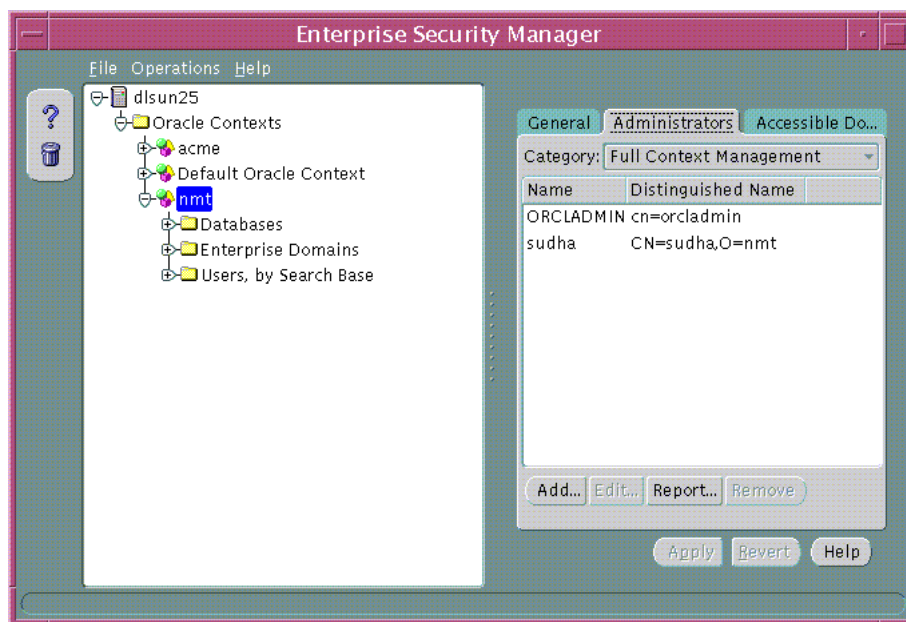 Enterprise Security Manager
File Operations Help
?
dlsun25
Oracle Contexts
acme
Default Oracle Context
nmt
Databases
Enterprise Domains
Users, by Search Base
General Administrators Accessible Do...
Category: Full Context Management
Name Distinguished Name
ORCLADMIN cn=orcladmin
sudha CN=sudha,O=nmt
Add... Edit... Report... Remove
Apply Revert Help